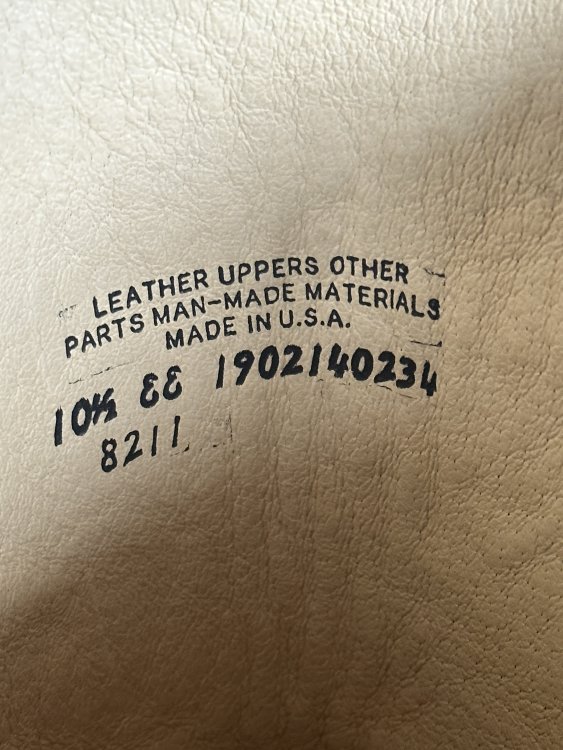 LEATHER UPPERS OTHER
PARTS MAN-MADE MATERIALS
MADE IN U.S.A.
10½ EE 1902140234
8211